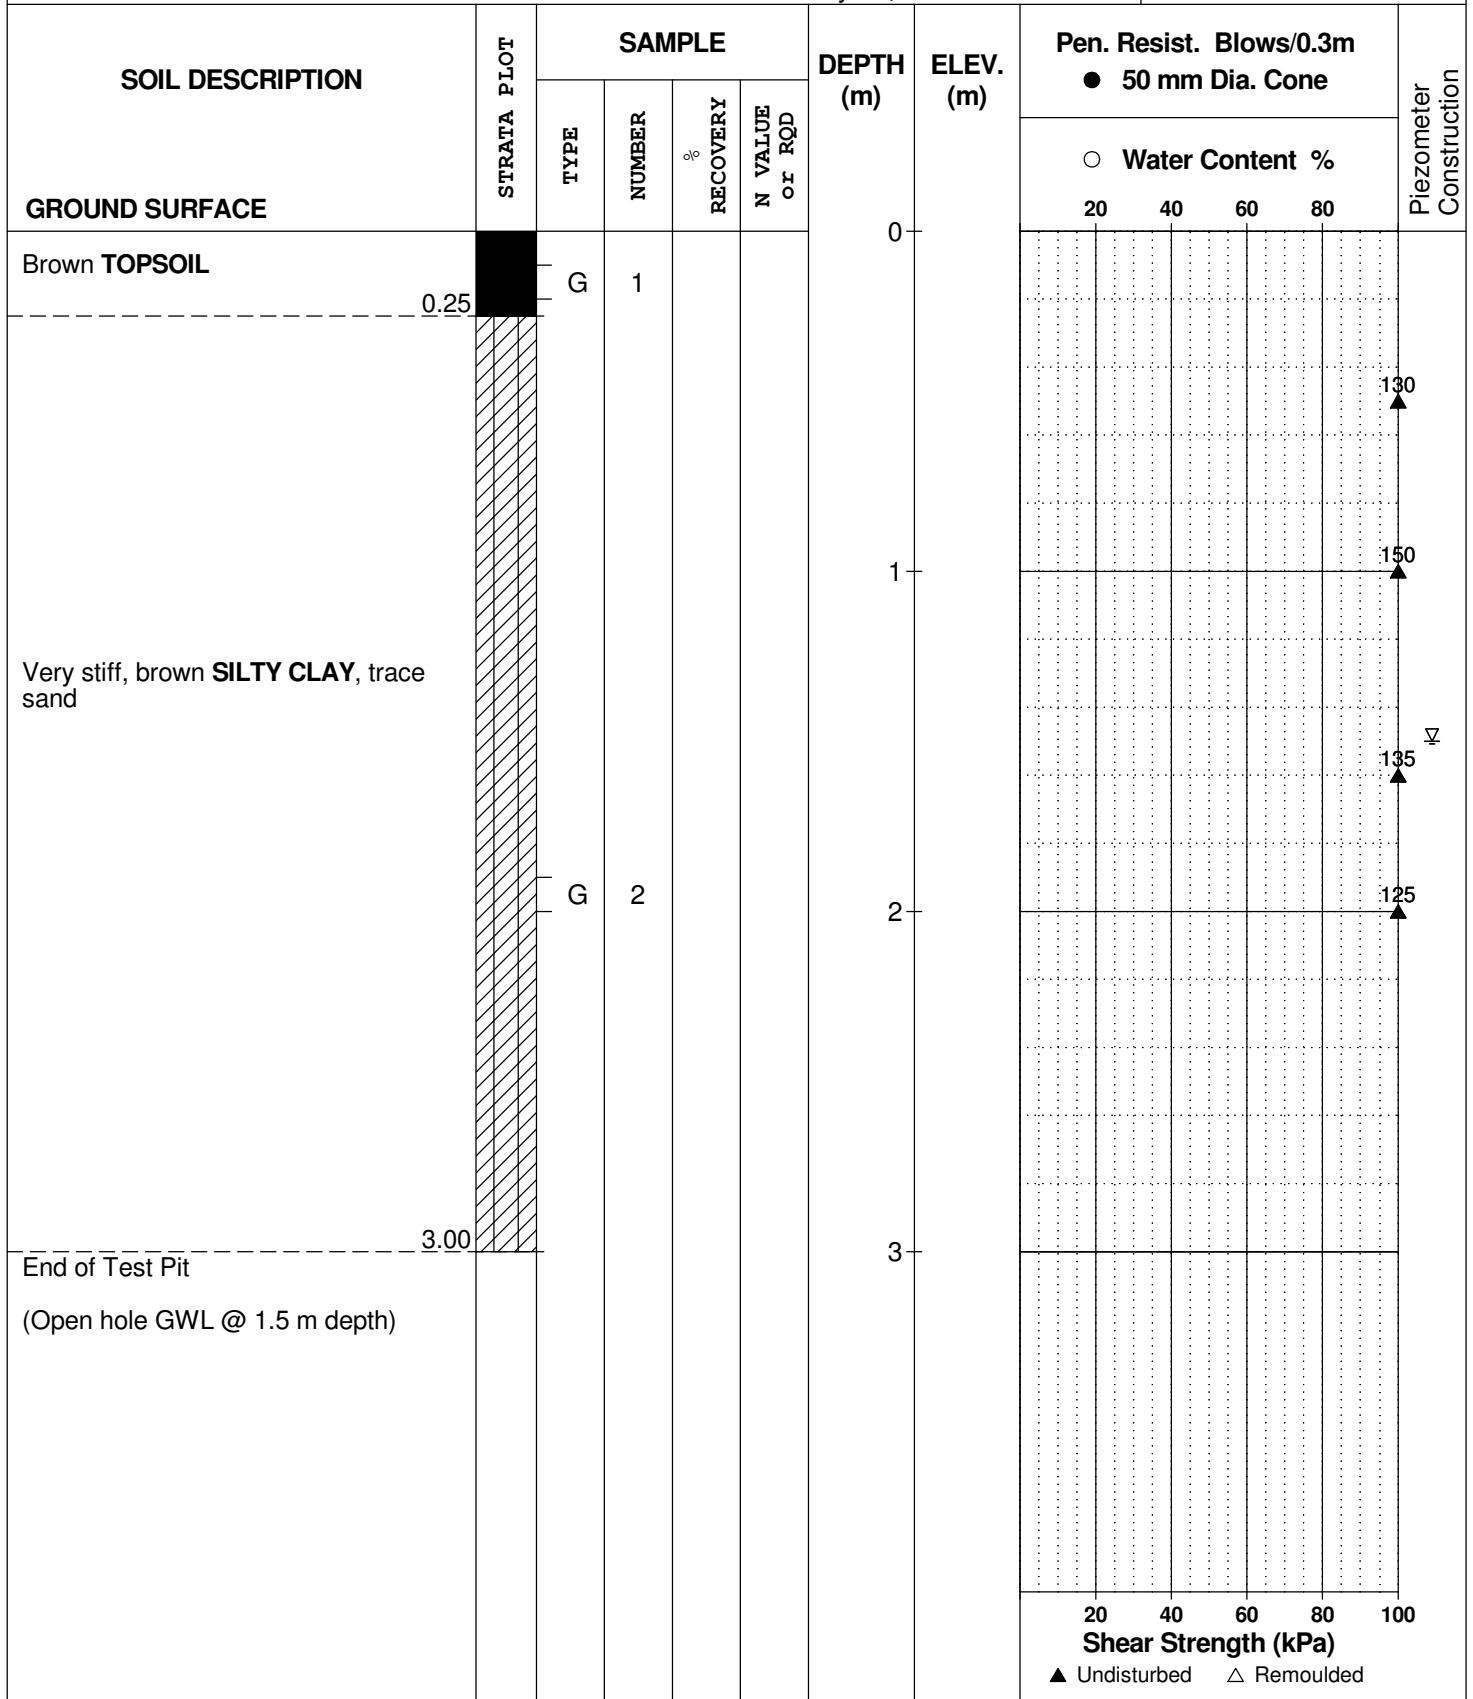 SOIL DESCRIPTION
GROUND SURFACE
STRATA PLOT
SAMPLE
TYPE
NUMBER
%
RECOVERY
N VALUE
or RQD
DEPTH
(m)
ELEV.
(m)
Pen. Resist. Blows/0.3m
● 50 mm Dia. Cone
○ Water Content %
20 40 60 80
Piezometer
Construction
0
Brown TOPSOIL
G 1
0.25
130
150
1
Very stiff, brown SILTY CLAY, trace
sand
135
G 2
125
2
3.00
3
End of Test Pit
(Open hole GWL @ 1.5 m depth)
20 40 60 80 100
Shear Strength (kPa)
▲ Undisturbed △ Remoulded